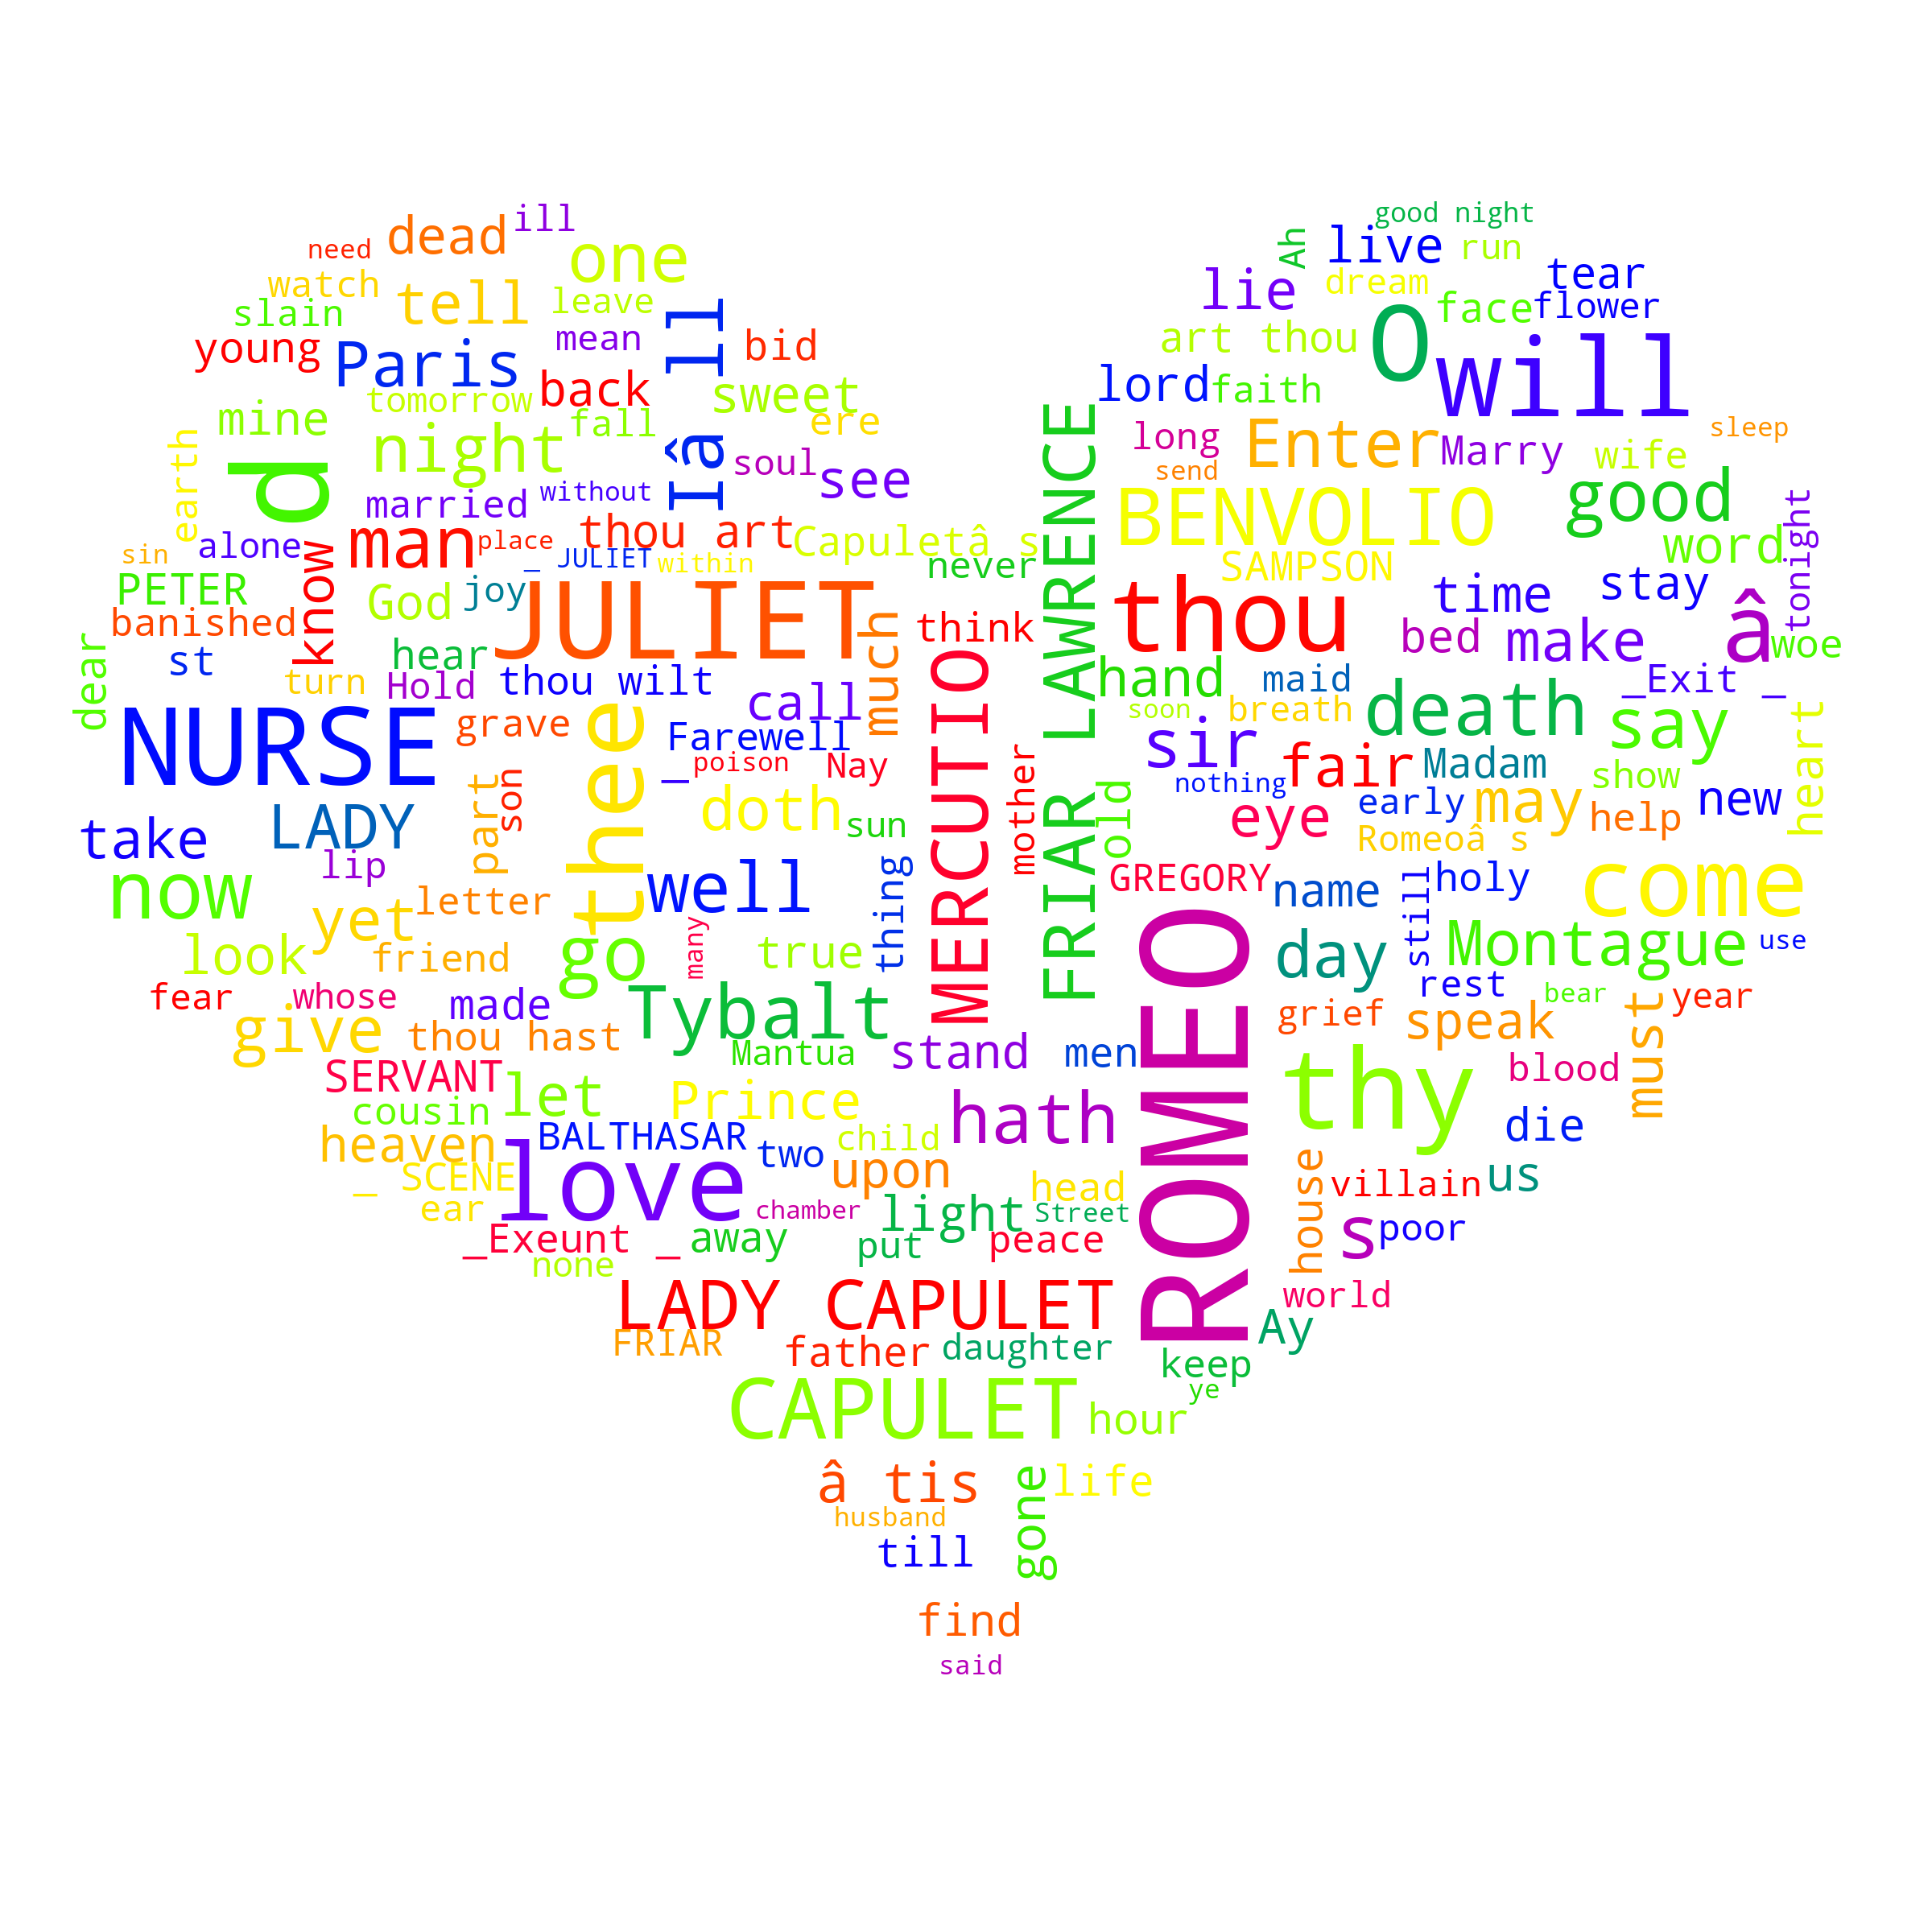 good night
ill
need
dead
one
Ah
live
run
watch
tell
leave
lie
dream
tear
slain
face
flower
young
Paris
mean
Iâ ll
bid
art thou
O
will
tomorrow
back
sweet
lord
faith
mine
night
fall
ere
long
Enter
Marry
wife
sleep
earth
d
soul
see
send
married
without
FRIAR LAWRENCE
BENVOLIO
good
sin
alone
man
place
thou art
Capuletâ s
word
tonight
_ JULIET
within
never
SAMPSON
PETER
know
God
joy
JULIET
thou
time
stay
banished
much
think
bed
make
â
woe
dear
st
hear
turn
Hold
thou wilt
call
hand
maid
_Exit _
soon
breath
death
say
heart
NURSE
grave
thee
Farewell
MERCUTIO
sir
_
poison
Nay
mother
nothing
fair
Madam
show
part
son
take
LADY
doth
sun
old
eye
early
may
help
new
Romeoâ s
lip
now
well
thing
GREGORY
name
still
holy
come
letter
yet
look
friend
go
many
true
ROMEO
day
Montague
use
fear
whose
made
Tybalt
rest
bear
year
give
thou hast
Mantua
stand
men
grief
speak
must
SERVANT
let
Prince
hath
thy
blood
cousin
heaven
BALTHASAR
two
child
die
_ SCENE
love
upon
head
house
villain
us
ear
chamber
light
Street
s
poor
_Exeunt _
away
put
peace
none
LADY CAPULET
world
FRIAR
father
daughter
Ay
keep
ye
CAPULET
hour
â tis
gone
life
husband
till
find
said